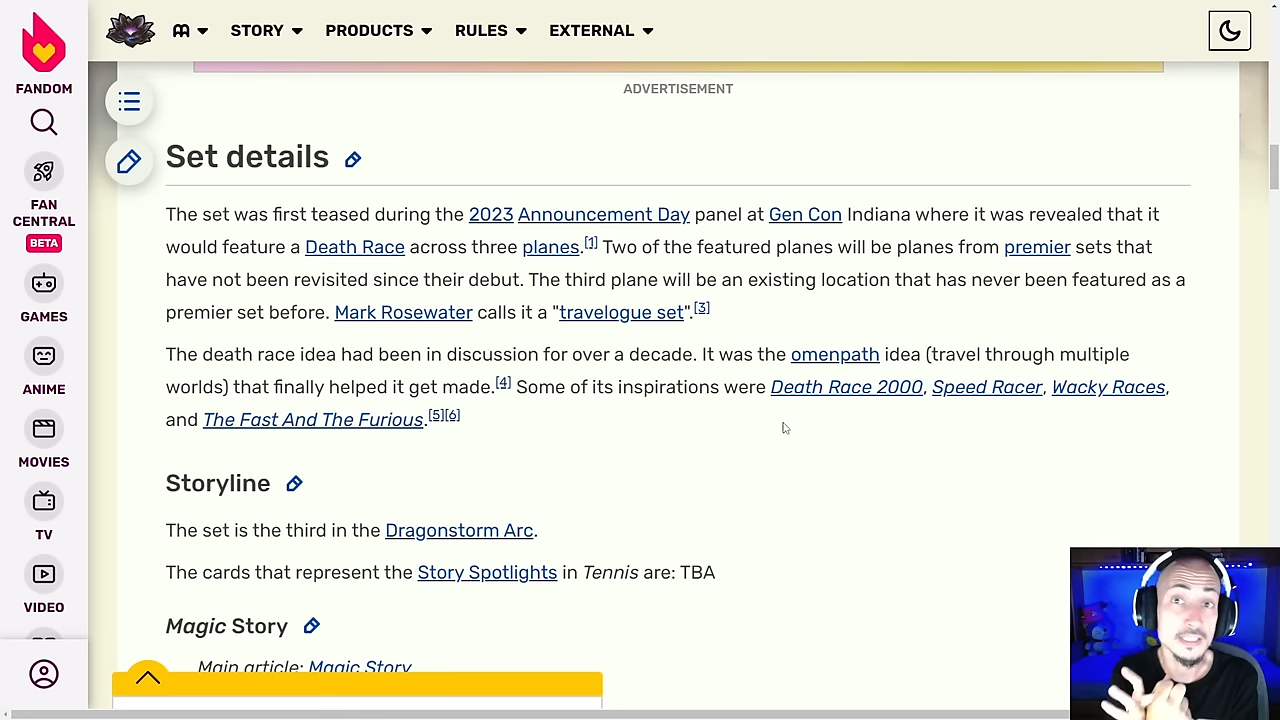 STORY PRODUCTS RULES EXTERNAL
FANDOM
FAN
CENTRAL
BETA
GAMES
ANIME
MOVIES
TV
VIDEO
ADVERTISEMENT
Set details
The set was first teased during the 2023 Announcement Day panel at Gen Con Indiana where it was revealed that it
would feature a Death Race across three planes.[1] Two of the featured planes will be planes from premier sets that
have not been revisited since their debut. The third plane will be an existing location that has never been featured as a
premier set before. Mark Rosewater calls it a "travelogue set".[3]
The death race idea had been in discussion for over a decade. It was the omenpath idea (travel through multiple
worlds) that finally helped it get made.[4] Some of its inspirations were Death Race 2000, Speed Racer, Wacky Races,
and The Fast And The Furious.[5][6]
Storyline
The set is the third in the Dragonstorm Arc.
The cards that represent the Story Spotlights in Tennis are: TBA
Magic Story
Main article: Magic Story